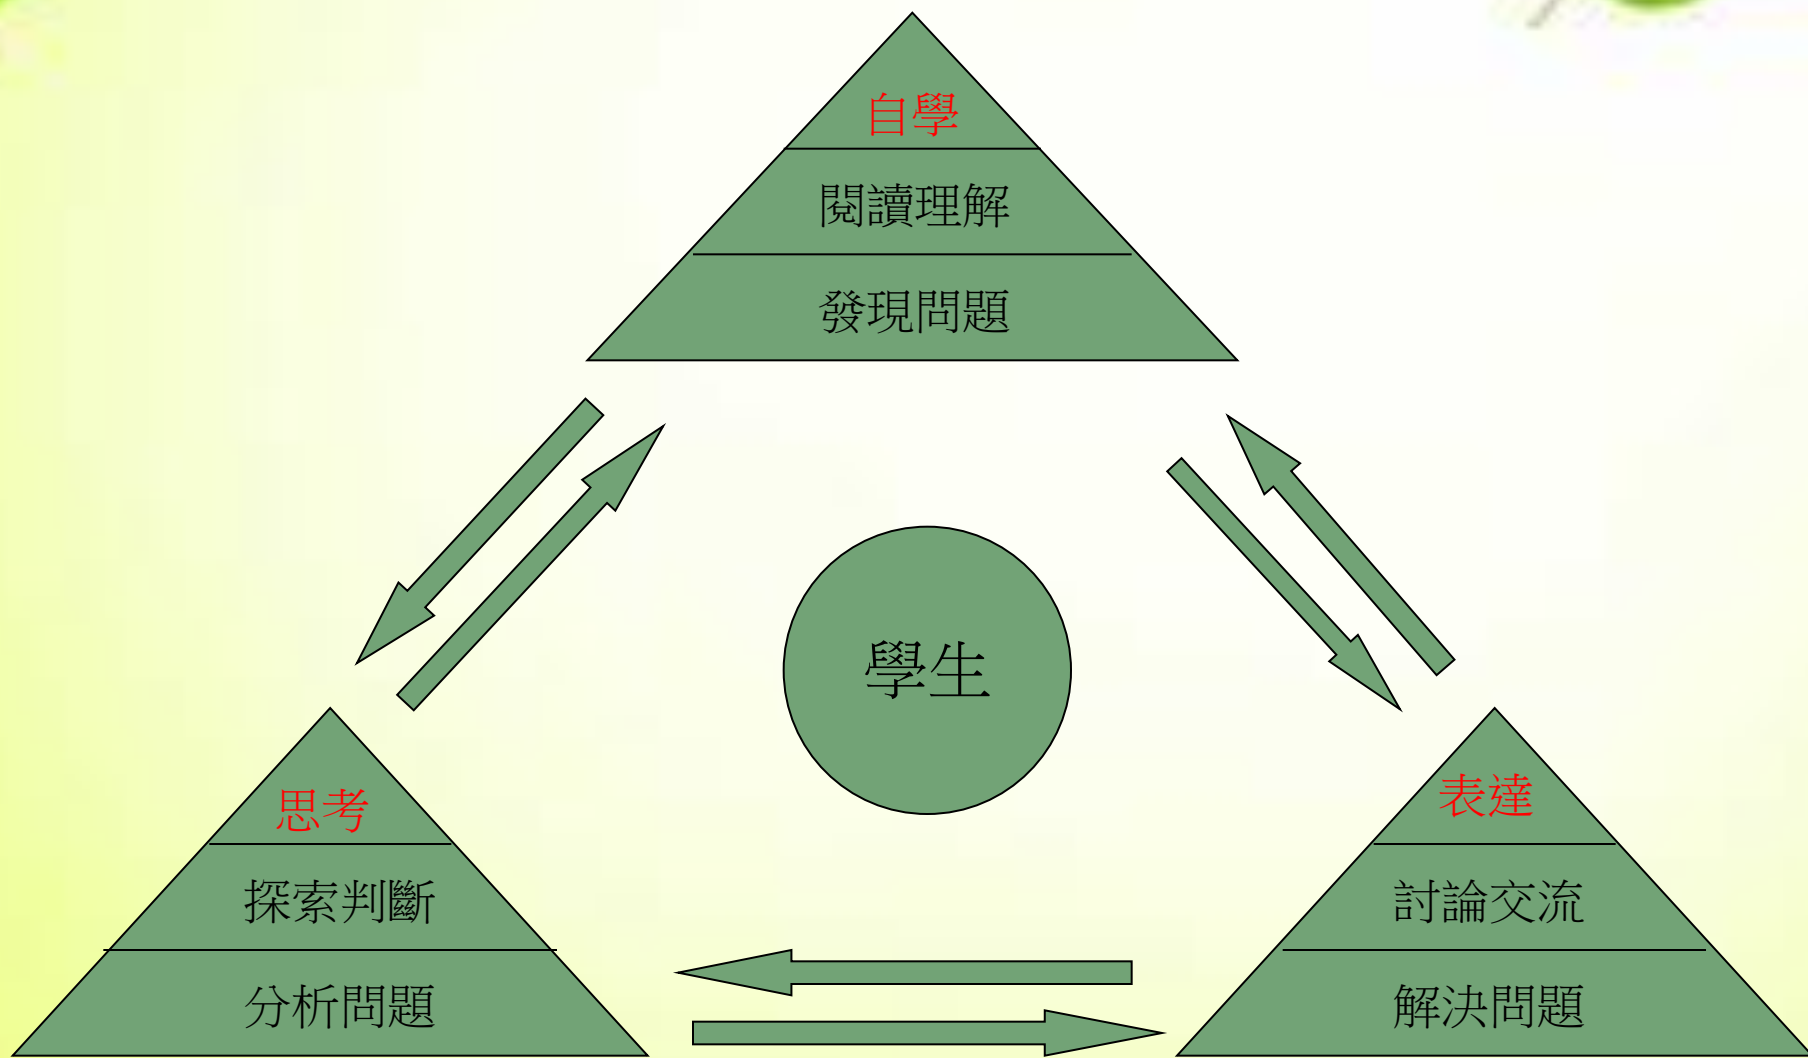 自學
閱讀理解
發現問題
學生
思考
探索判斷
分析問題
表達
討論交流
解決問題